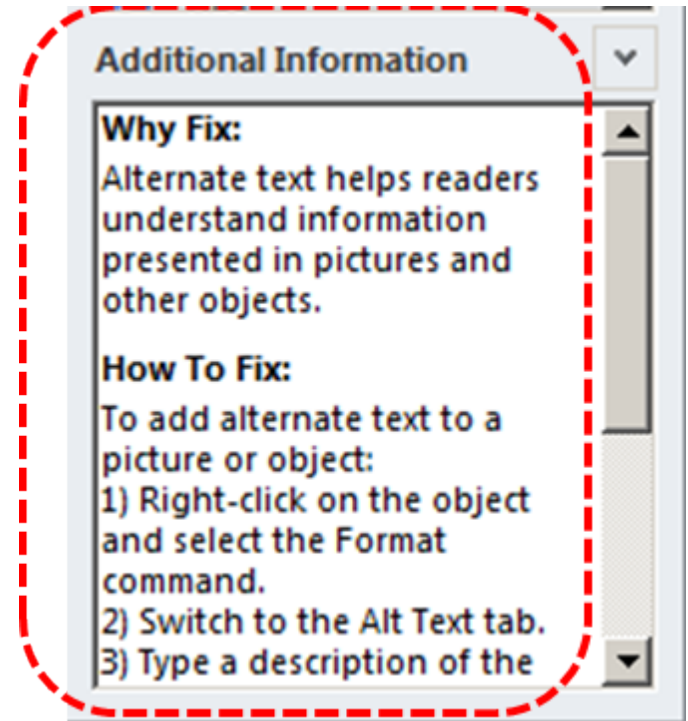 Additional Information
Why Fix:
Alternate text helps readers
understand information
presented in pictures and
other objects.
How To Fix:
To add alternate text to a
picture or object:
1) Right-click on the object
and select the Format
command.
2) Switch to the Alt Text tab.
3) Type a description of the